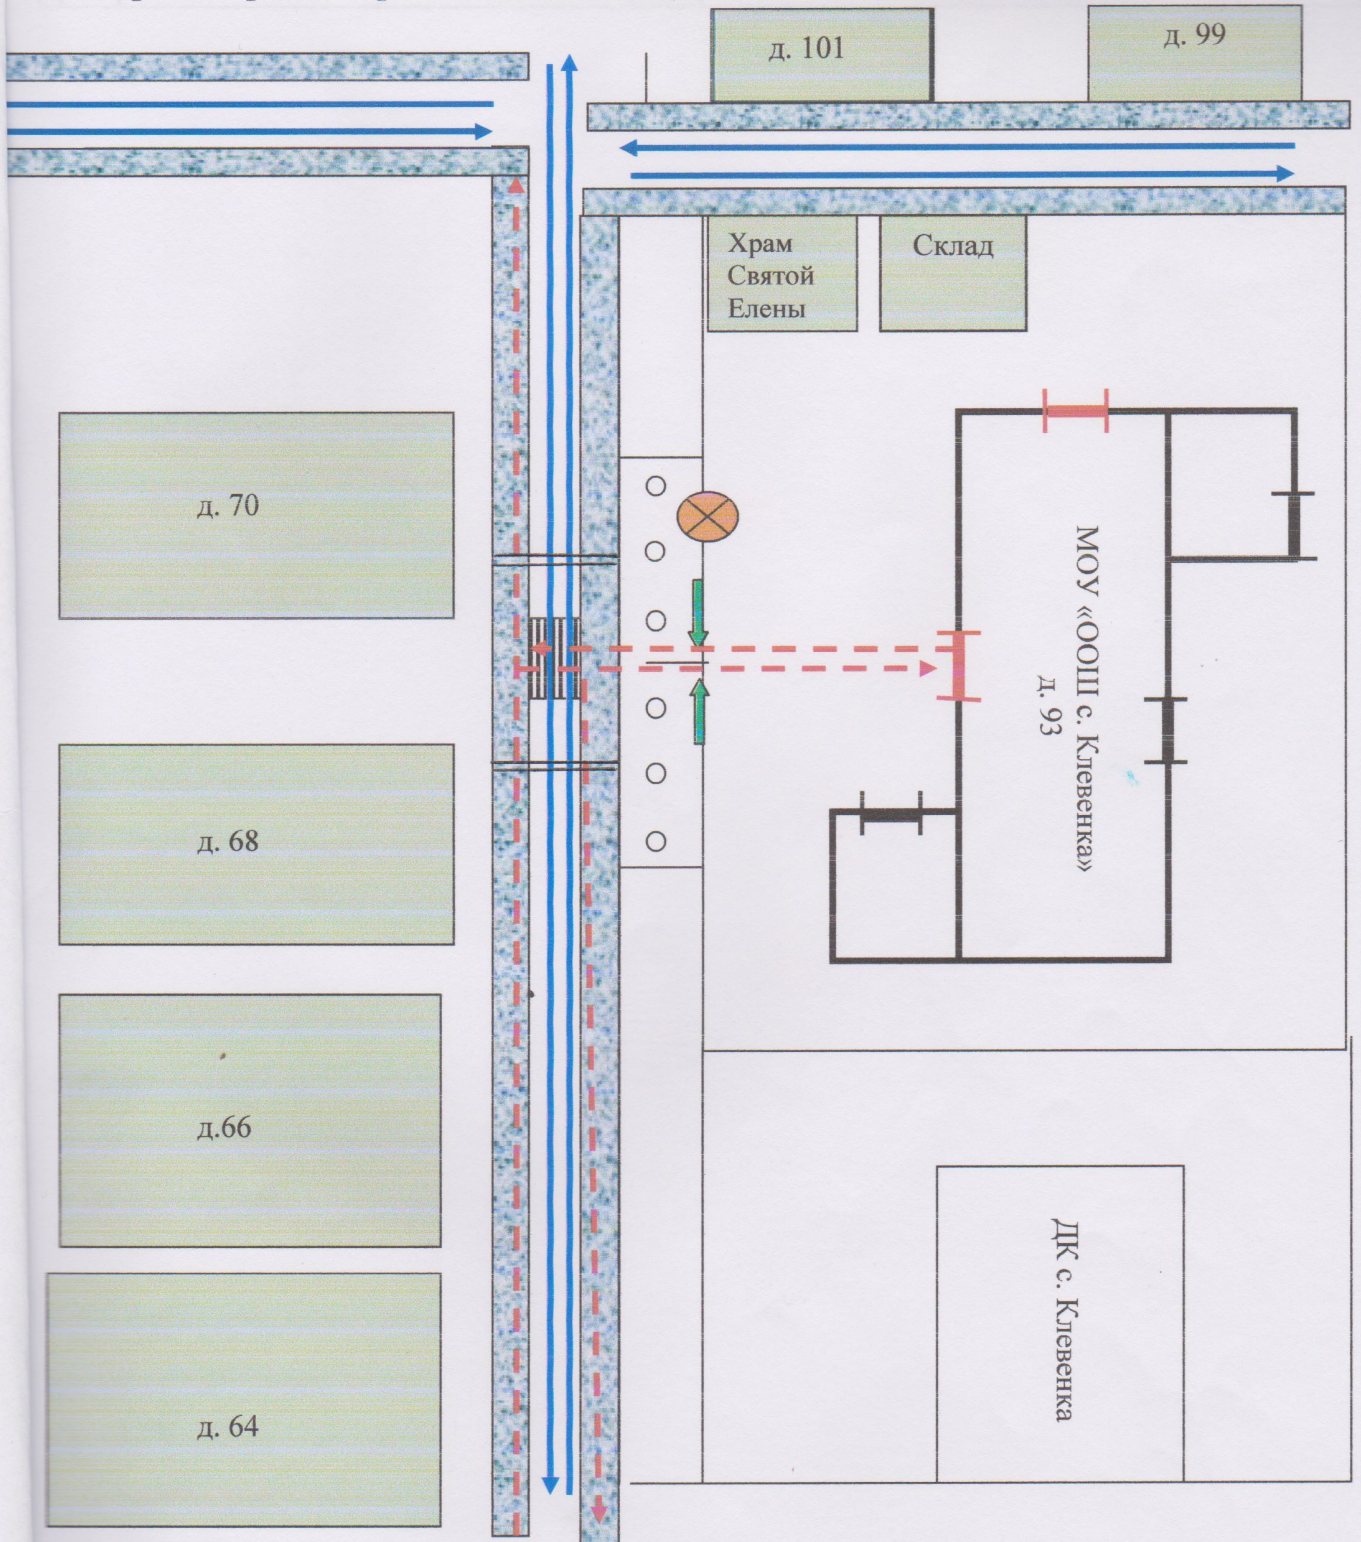 д. 101
д. 99
Храм
Святой
Елены
Склад
д. 70
МОУ «ООШ с. Клевенка»
д. 93
д. 68
д.66
ДК с. Клевенка
д. 64